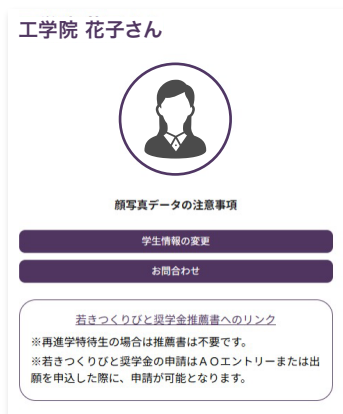 工学院 花子さん
顔写真データの注意事項
学生情報の変更
お問合わせ
若きつくりびと奨学金推薦書へのリンク
※再進学特待生の場合は推薦書は不要です。
※若きつくりびと奨学金の申請はＡＯエントリーまたは出
願を申込した際に、申請が可能となります。